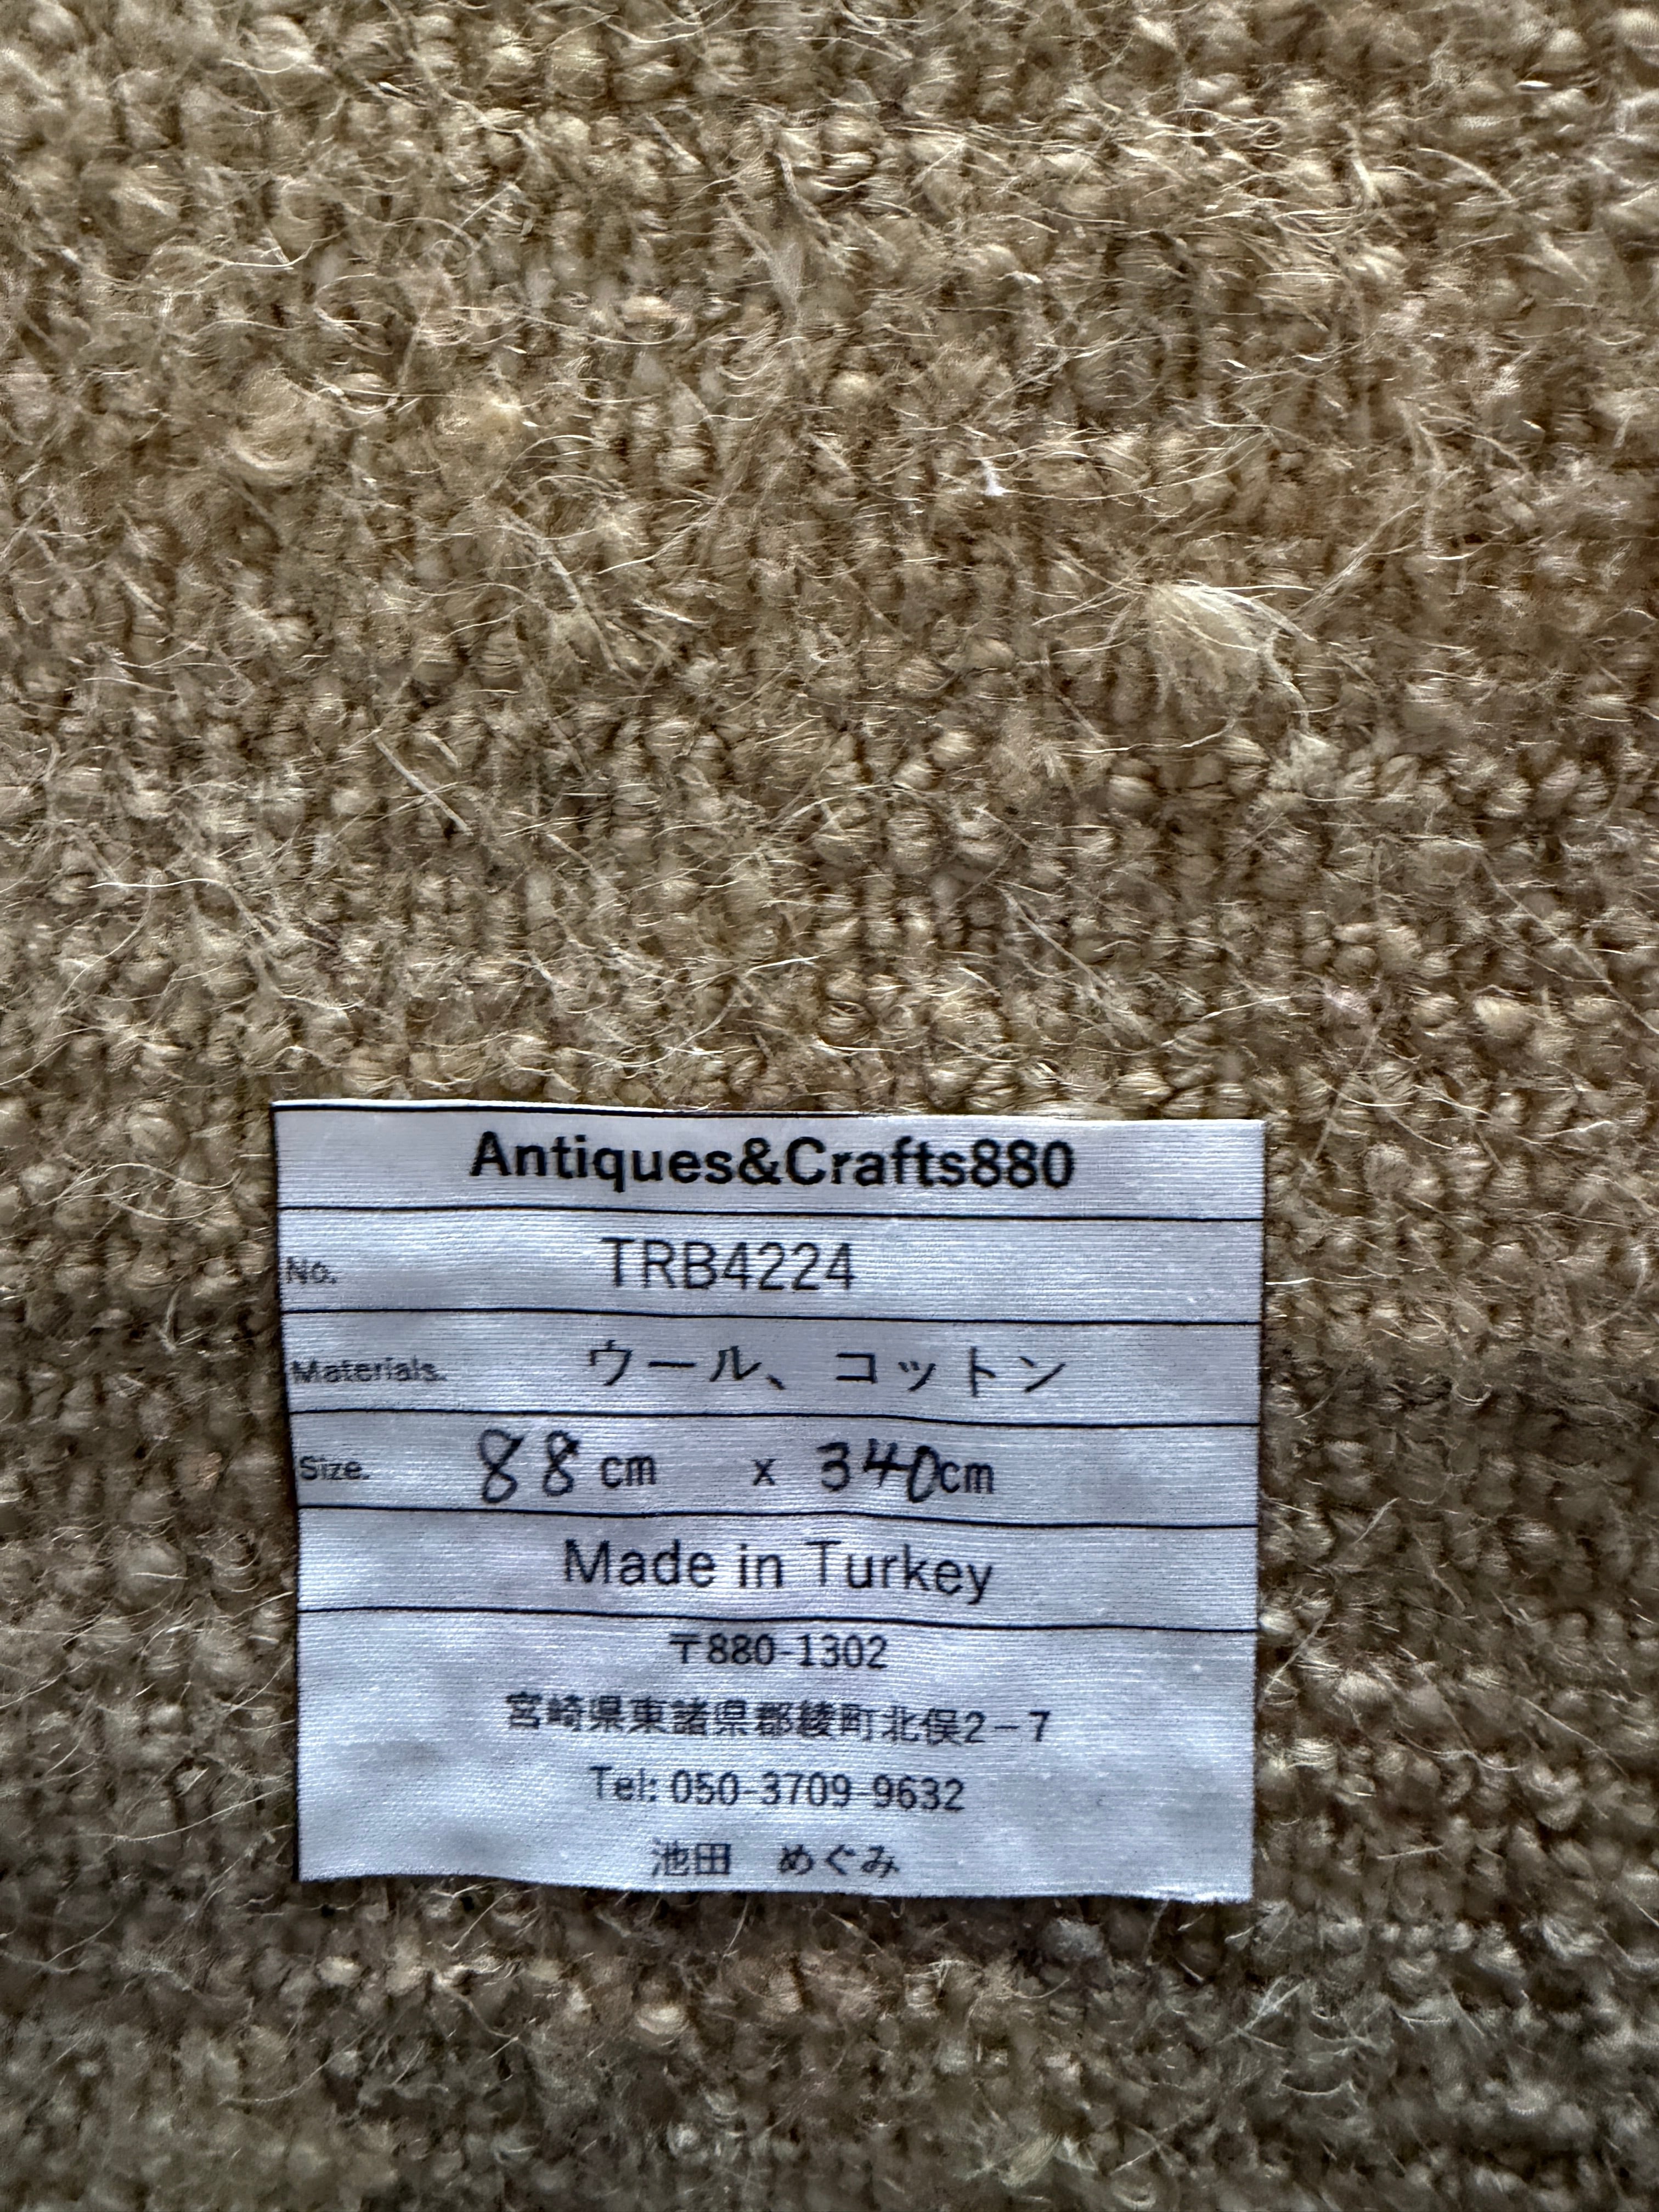 Antiques&Crafts880
No. TRB4224
Materials. ウール、コットン
Size. 88 cm x 340cm
Made in Turkey
〒880-1302
宮崎県東諸県郡綾町北俣2−7
Tel: 050-3709-9632
池田　めぐみ